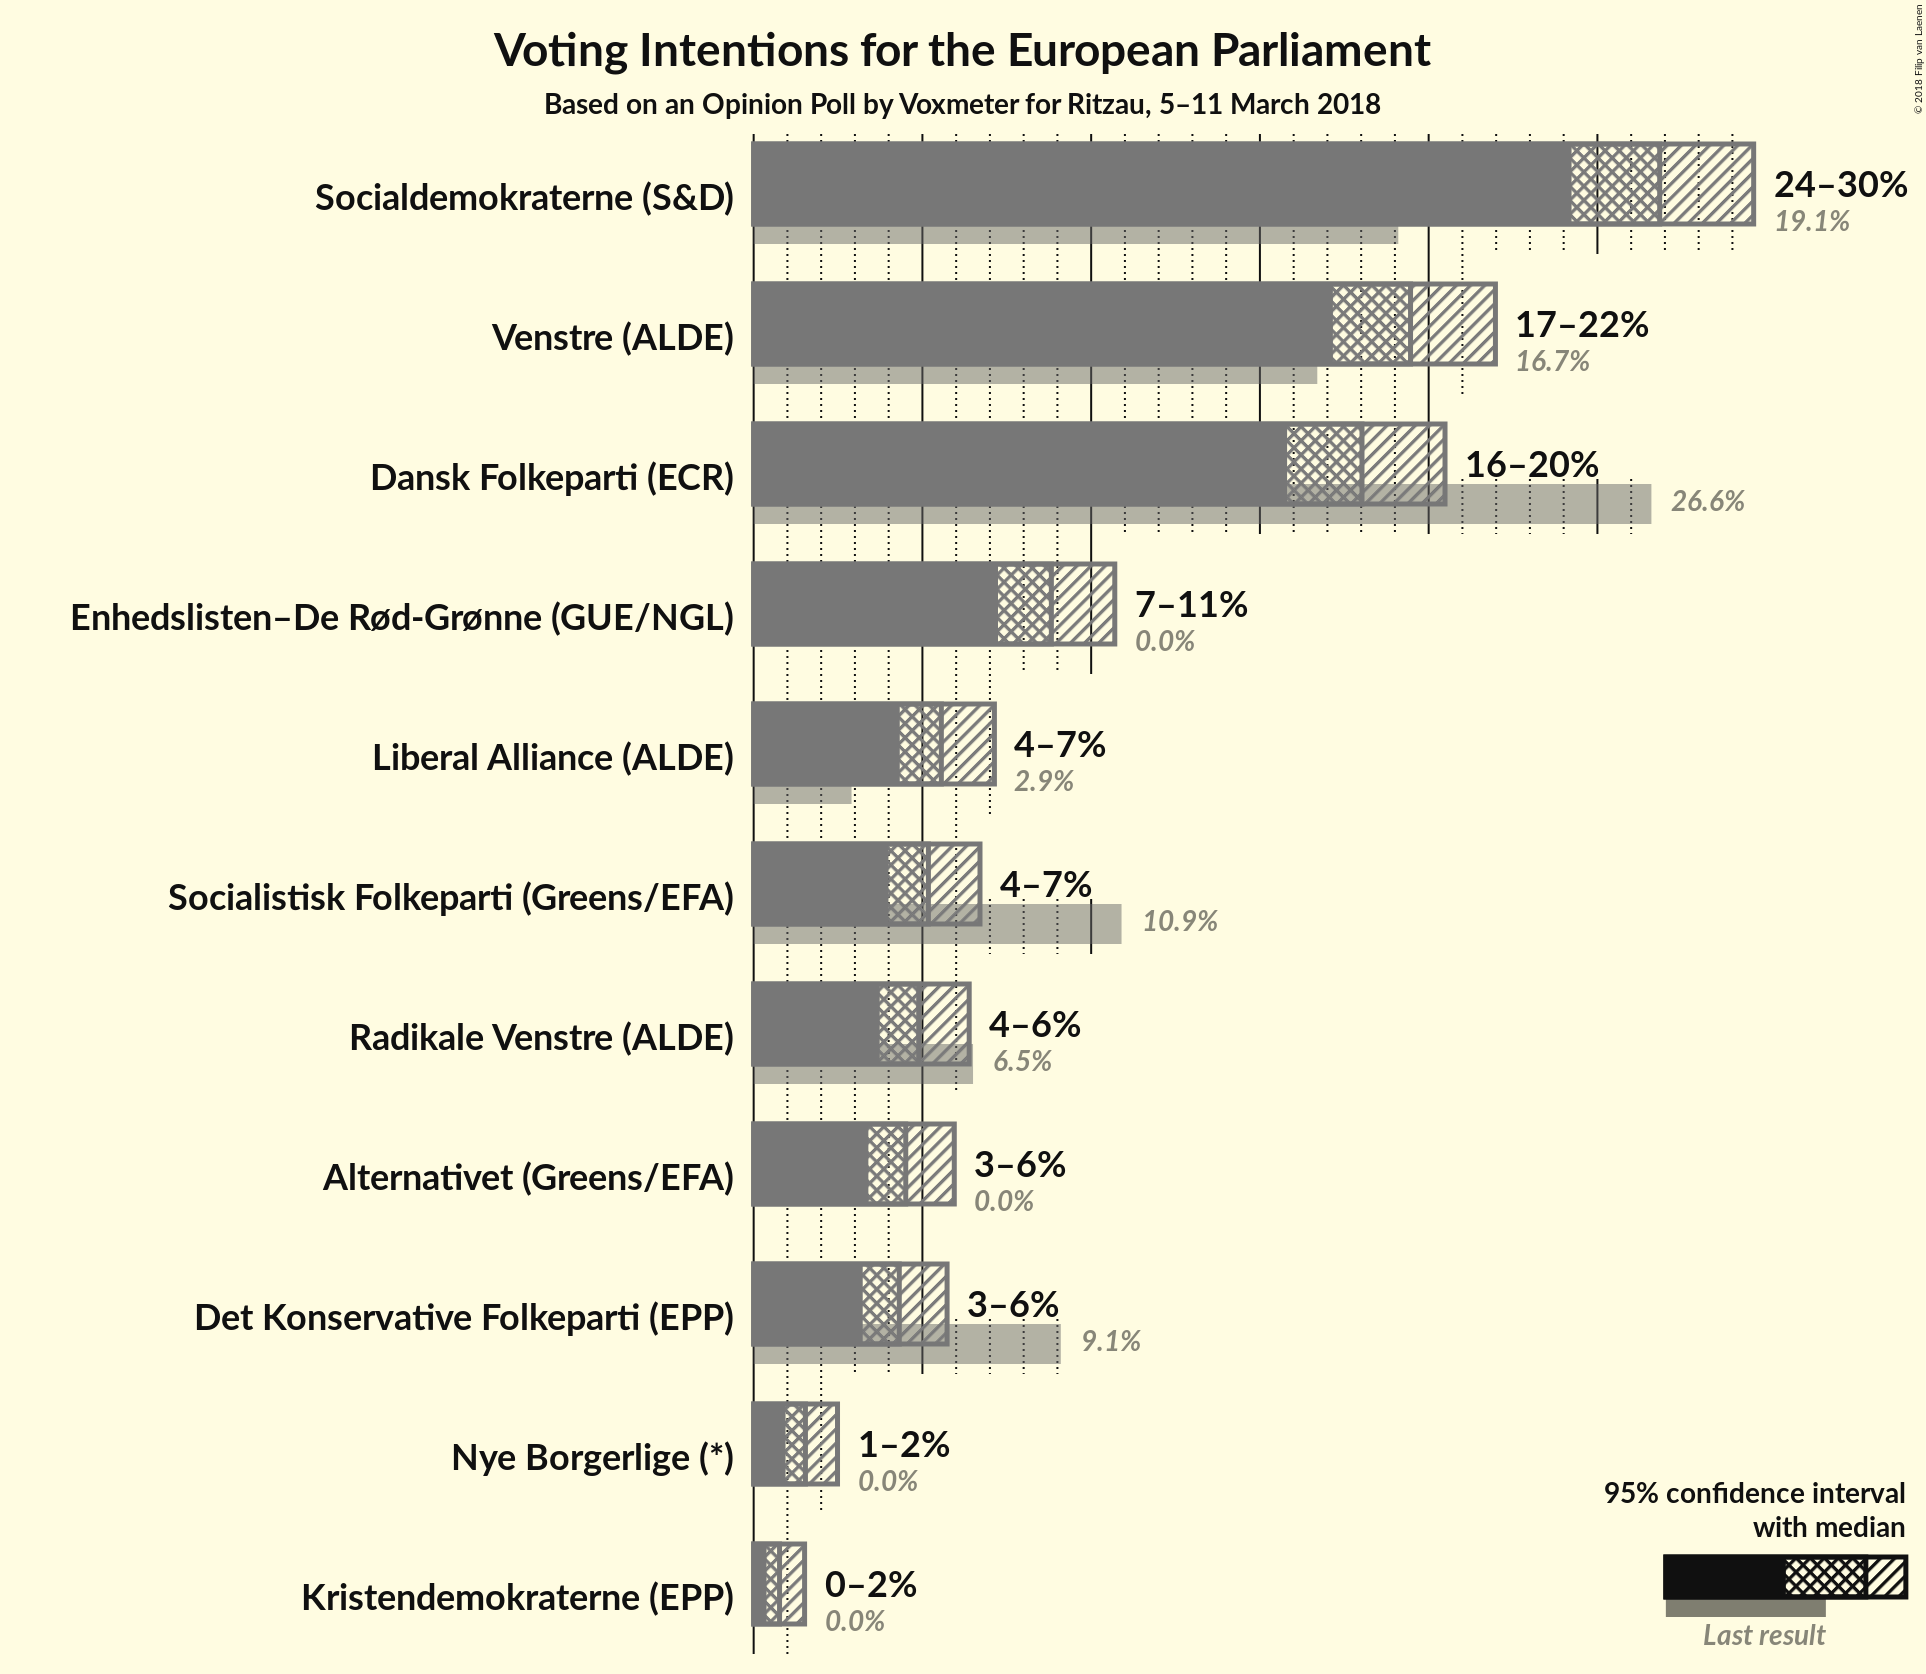 © 2018 Filip van Laenen
Voting Intentions for the European Parliament
Based on an Opinion Poll by Voxmeter for Ritzau, 5–11 March 2018
Socialdemokraterne (S&D)
24–30%
19.1%
Venstre (ALDE)
17–22%
16.7%
Dansk Folkeparti (ECR)
16–20%
26.6%
Enhedslisten–De Rød-Grønne (GUE/NGL)
7–11%
0.0%
Liberal Alliance (ALDE)
4–7%
2.9%
Socialistisk Folkeparti (Greens/EFA)
4–7%
10.9%
Radikale Venstre (ALDE)
4–6%
6.5%
Alternativet (Greens/EFA)
3–6%
0.0%
Det Konservative Folkeparti (EPP)
3–6%
9.1%
Nye Borgerlige (*)
1–2%
0.0%
Kristendemokraterne (EPP)
0–2%
0.0%
95% confidence interval
with median
Last result